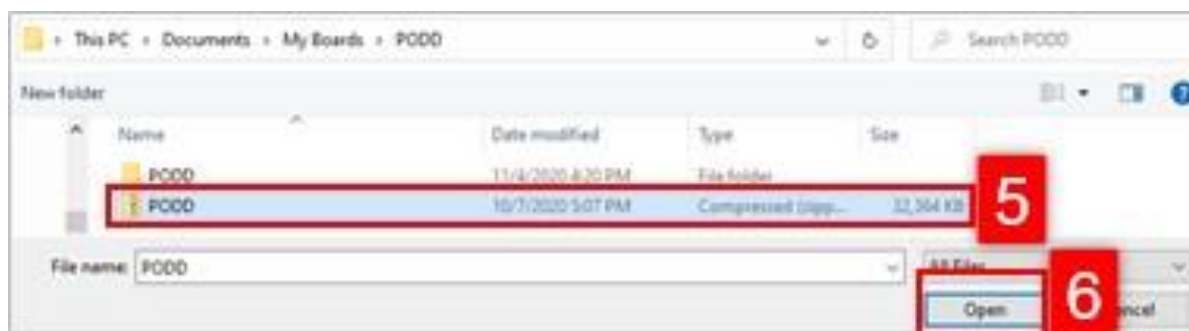 This PC › Documents › My Boards › PODD Search PODD
New folder
Name Date modified Type Size
PODD 11/4/2020 4:20 PM File folder
PODD 10/7/2020 5:07 PM Compressed (zipp... 32,364 KB
5
File name: PODD All Files
Open
6